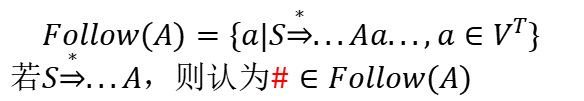 Follow(A) = {a|S ⇒* …Aa…, a ∈ V^T}
若S ⇒* …A，则认为# ∈ Follow(A)